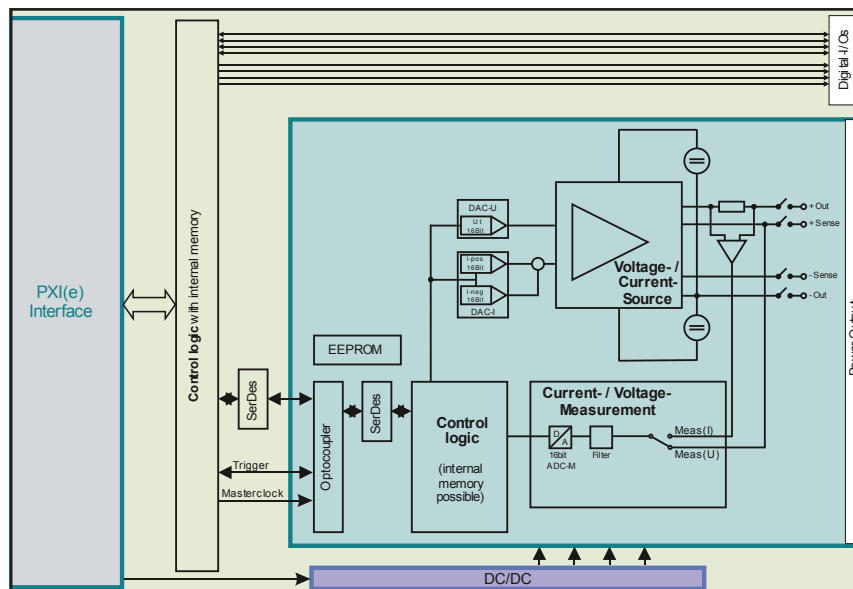 Digital-I/Os
DAC-U
U t
16Bit
I-pos
16Bit
I-neg
16Bit
DAC-I
Voltage- /
Current-
Source
+ Out
+ Sense
- Sense
- Out
PXI(e)
Interface
Control logic with internal memory
EEPROM
SerDes
Optocoupler
SerDes
Control
logic
(internal
memory
possible)
Current- / Voltage-
Measurement
D
A
16bit
ADC-M
Filter
Meas(I)
Meas(U)
Trigger
Masterclock
Power Output
DC/DC